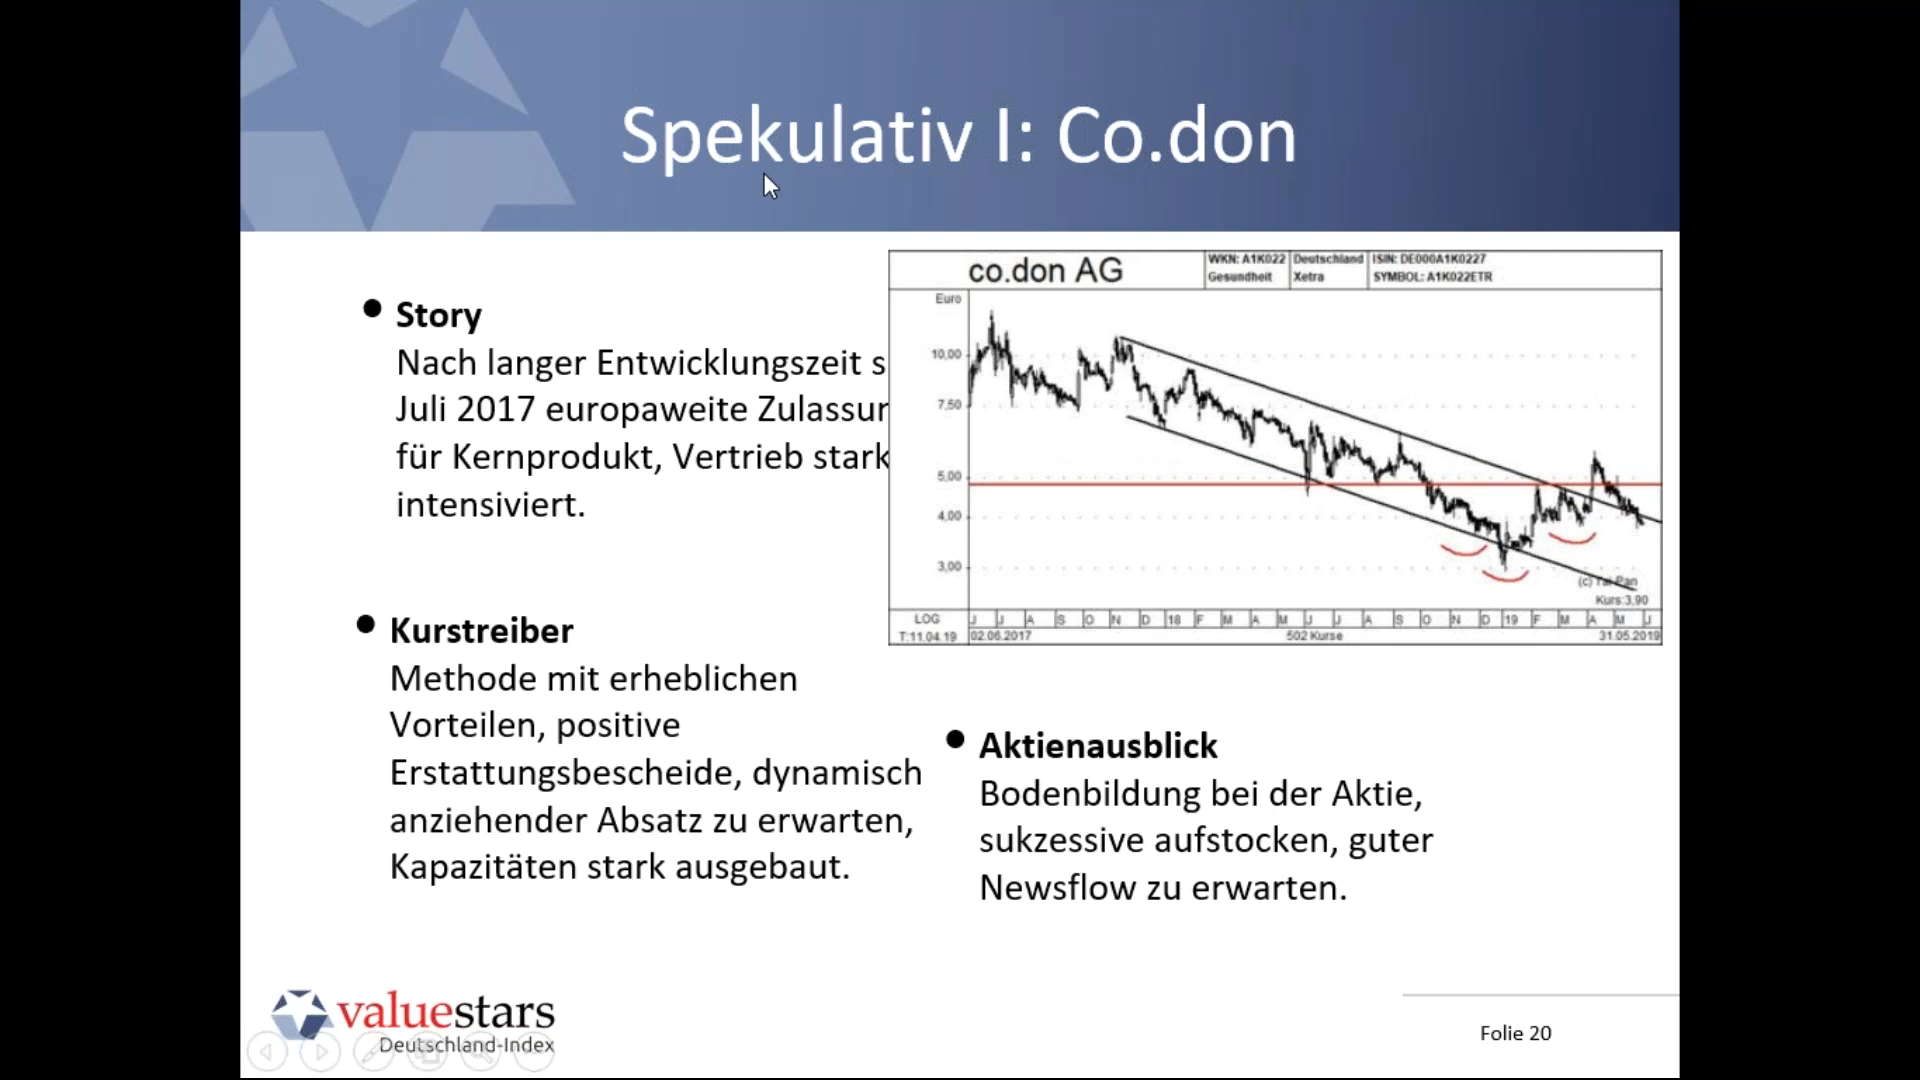 Spekulativ I: Co.don
Story
Nach langer Entwicklungszeit s
Juli 2017 europaweite Zulassur
für Kernprodukt, Vertrieb stark
intensiviert.
Kurstreiber
Methode mit erheblichen
Vorteilen, positive
Erstattungsbescheide, dynamisch
anziehender Absatz zu erwarten,
Kapazitäten stark ausgebaut.
co.don AG
WKN: A1K022 Deutschland ISIN: DE000A1K0227
Gesundheit Xetra SYMBOL: A1K022ETR
Euro
10,00
7,50
5,00
4,00
3,00
(c) Tai-Pan
Kurs:3,90
LOG J J A S O N D 18 F M A M J J A S O N D 19 F M A M J
T:11.04.19 02.06.2017 502 Kurse 31.05.2019
Aktienausblick
Bodenbildung bei der Aktie,
sukzessive aufstocken, guter
Newsflow zu erwarten.
valuestars
Deutschland-Index
Folie 20